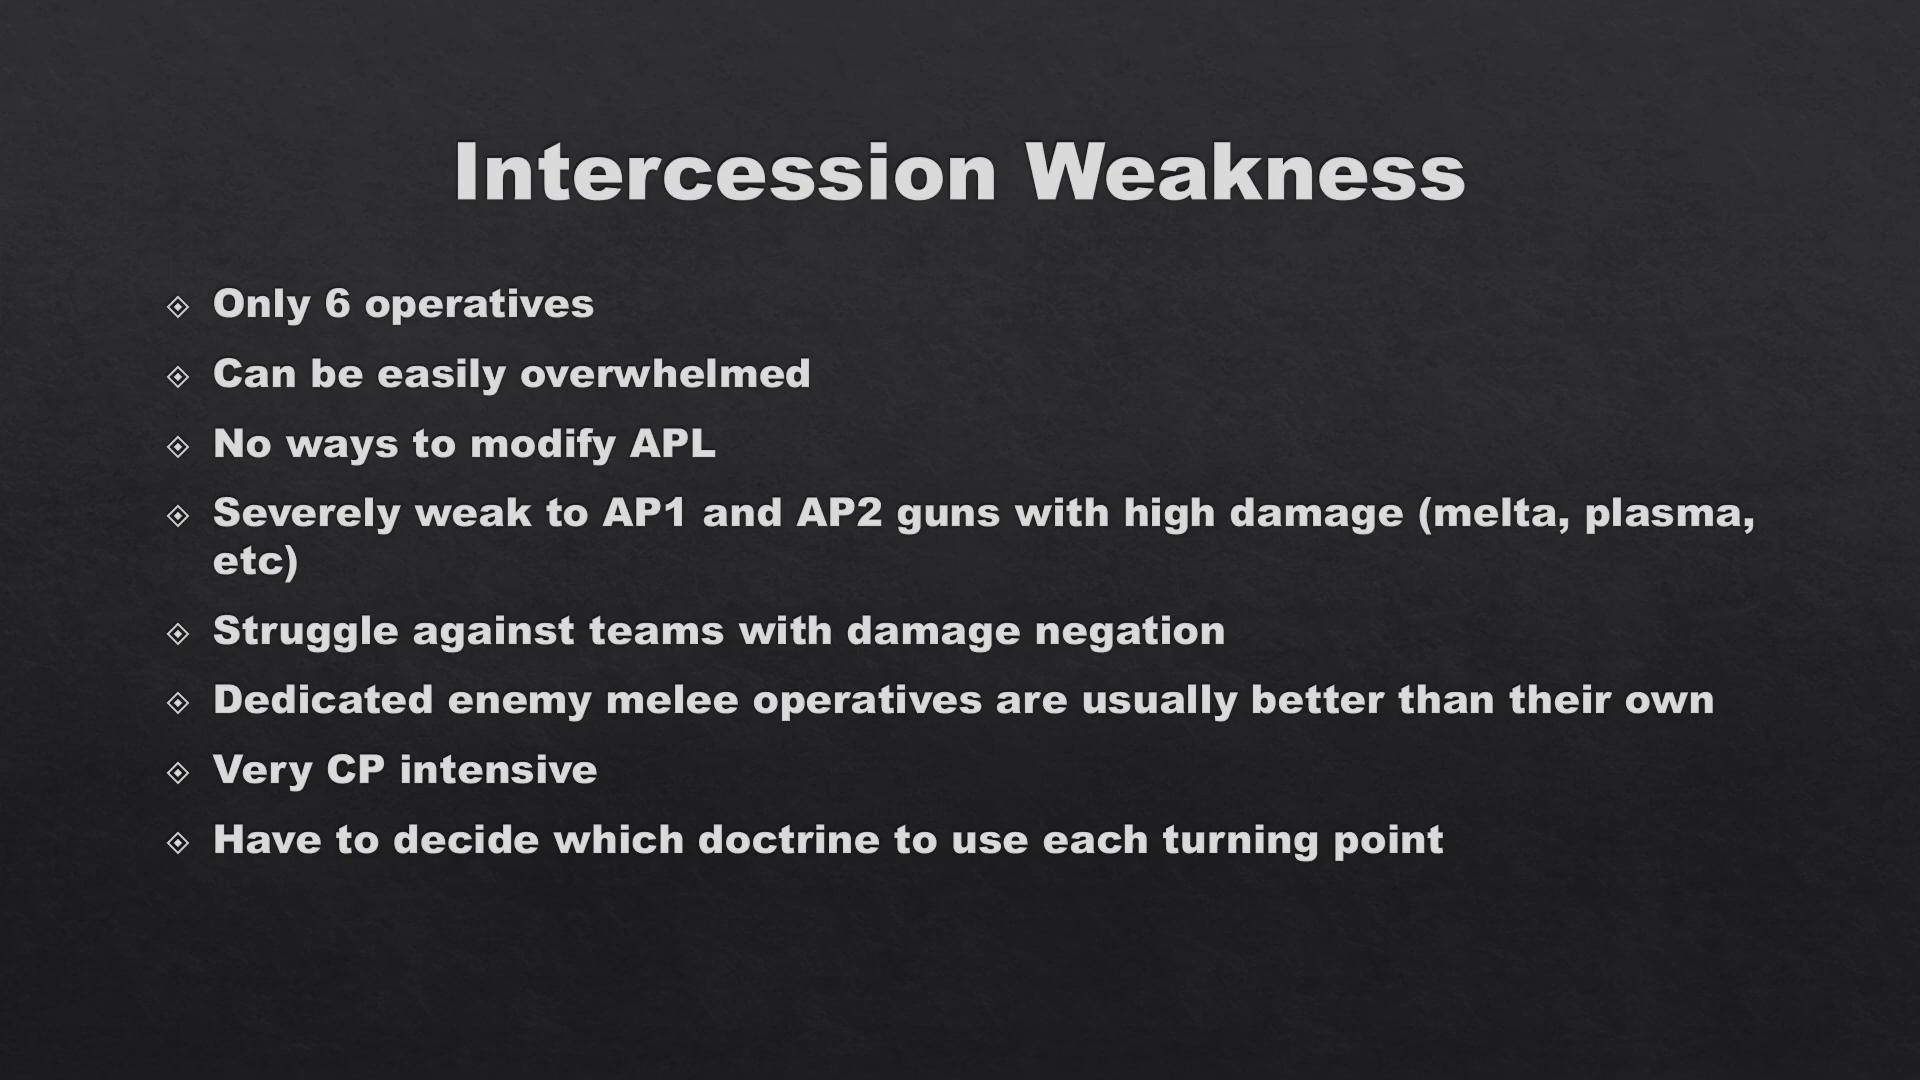 Intercession Weakness
Only 6 operatives
Can be easily overwhelmed
No ways to modify APL
Severely weak to AP1 and AP2 guns with high damage (melta, plasma,
etc)
Struggle against teams with damage negation
Dedicated enemy melee operatives are usually better than their own
Very CP intensive
Have to decide which doctrine to use each turning point